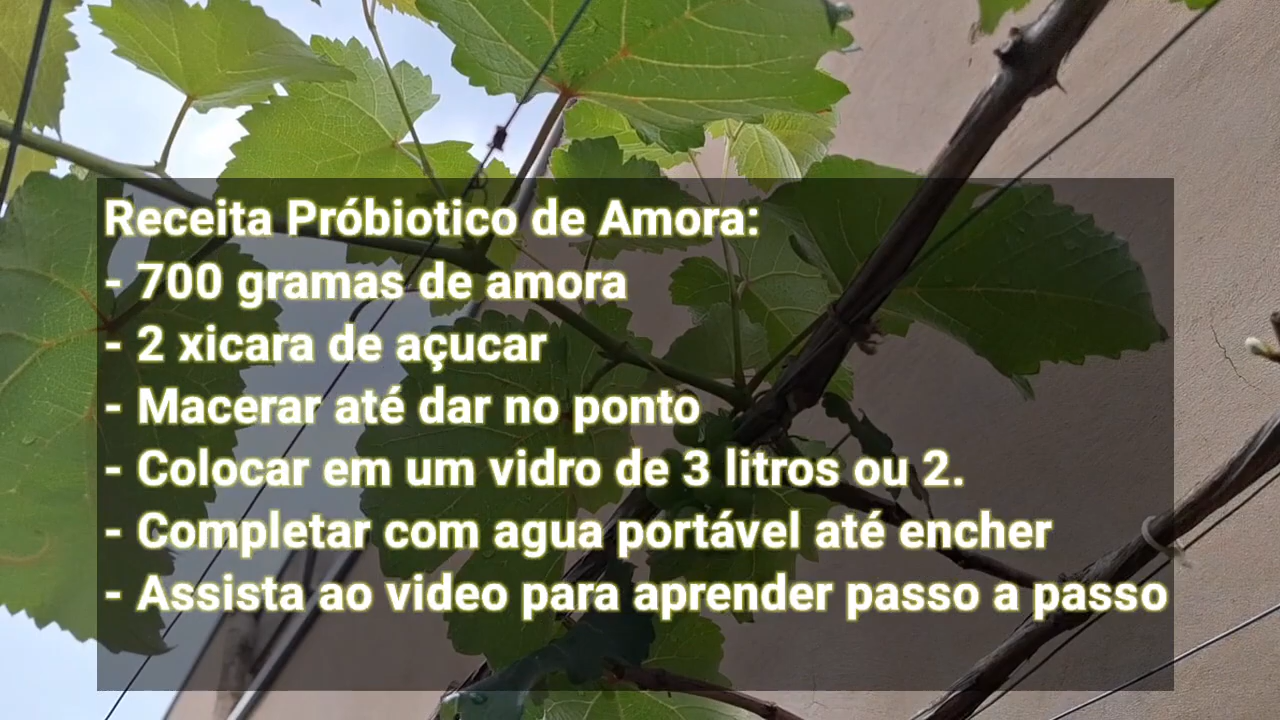 Receita Próbiotico de Amora:
- 700 gramas de amora
- 2 xicara de açucar
- Macerar até dar no ponto
- Colocar em um vidro de 3 litros ou 2.
- Completar com agua portável até encher
- Assista ao video para aprender passo a passo